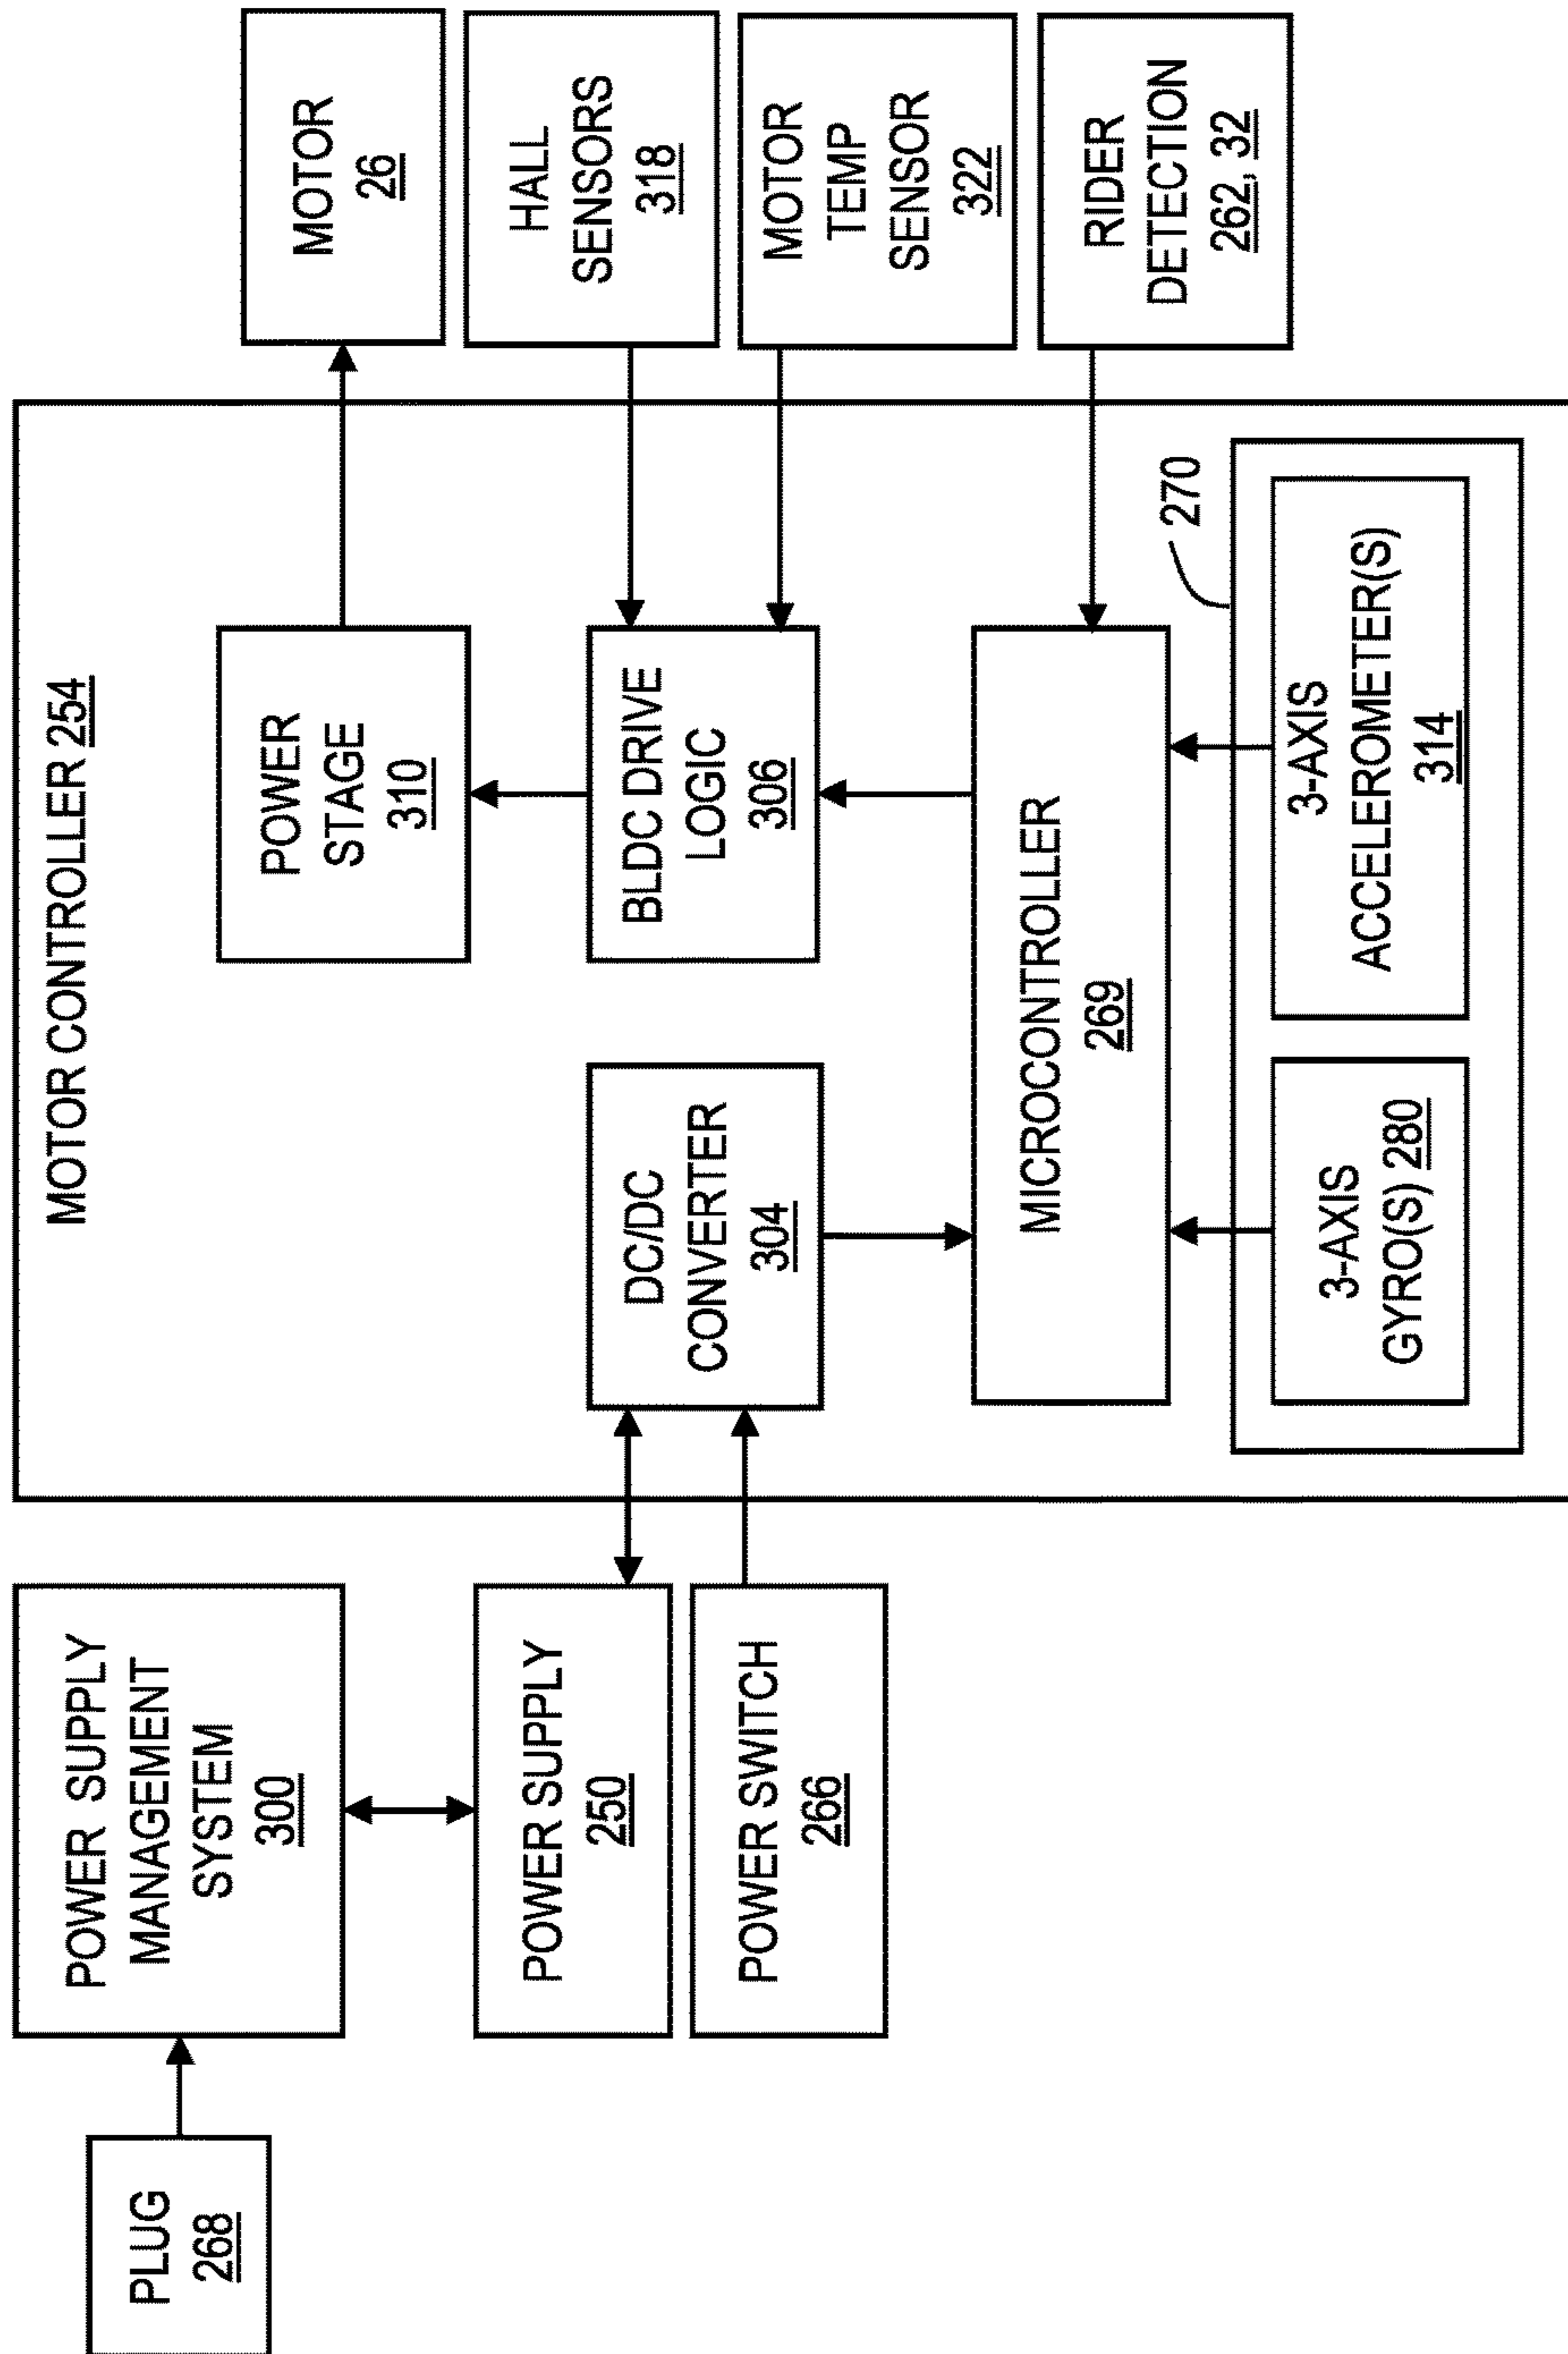 PLUG
268
POWER SUPPLY
MANAGEMENT
SYSTEM
300
POWER SUPPLY
250
POWER SWITCH
266
MOTOR CONTROLLER 254
DC/DC
CONVERTER
304
POWER
STAGE
310
BLDC DRIVE
LOGIC
306
MICROCONTROLLER
269
270
3-AXIS
GYRO(S) 280
3-AXIS
ACCELEROMETER(S)
314
MOTOR
26
HALL
SENSORS
318
MOTOR
TEMP
SENSOR
322
RIDER
DETECTION
262, 32